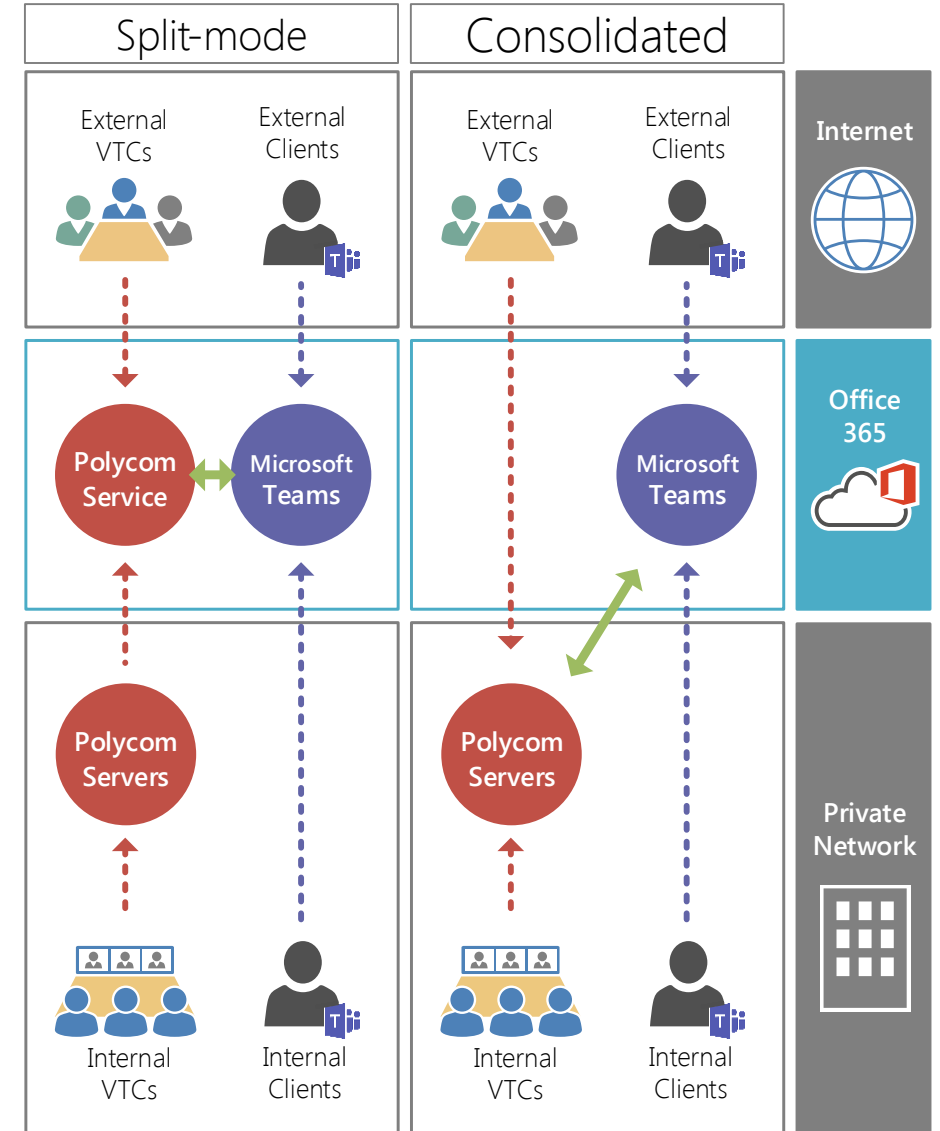 Split-mode
Consolidated
External
VTCs
External
Clients
External
VTCs
External
Clients
Internet
T
T
Polycom
Service
Microsoft
Teams
Microsoft
Teams
Office
365
Polycom
Servers
Polycom
Servers
Private
Network
T
T
Internal
VTCs
Internal
Clients
Internal
VTCs
Internal
Clients